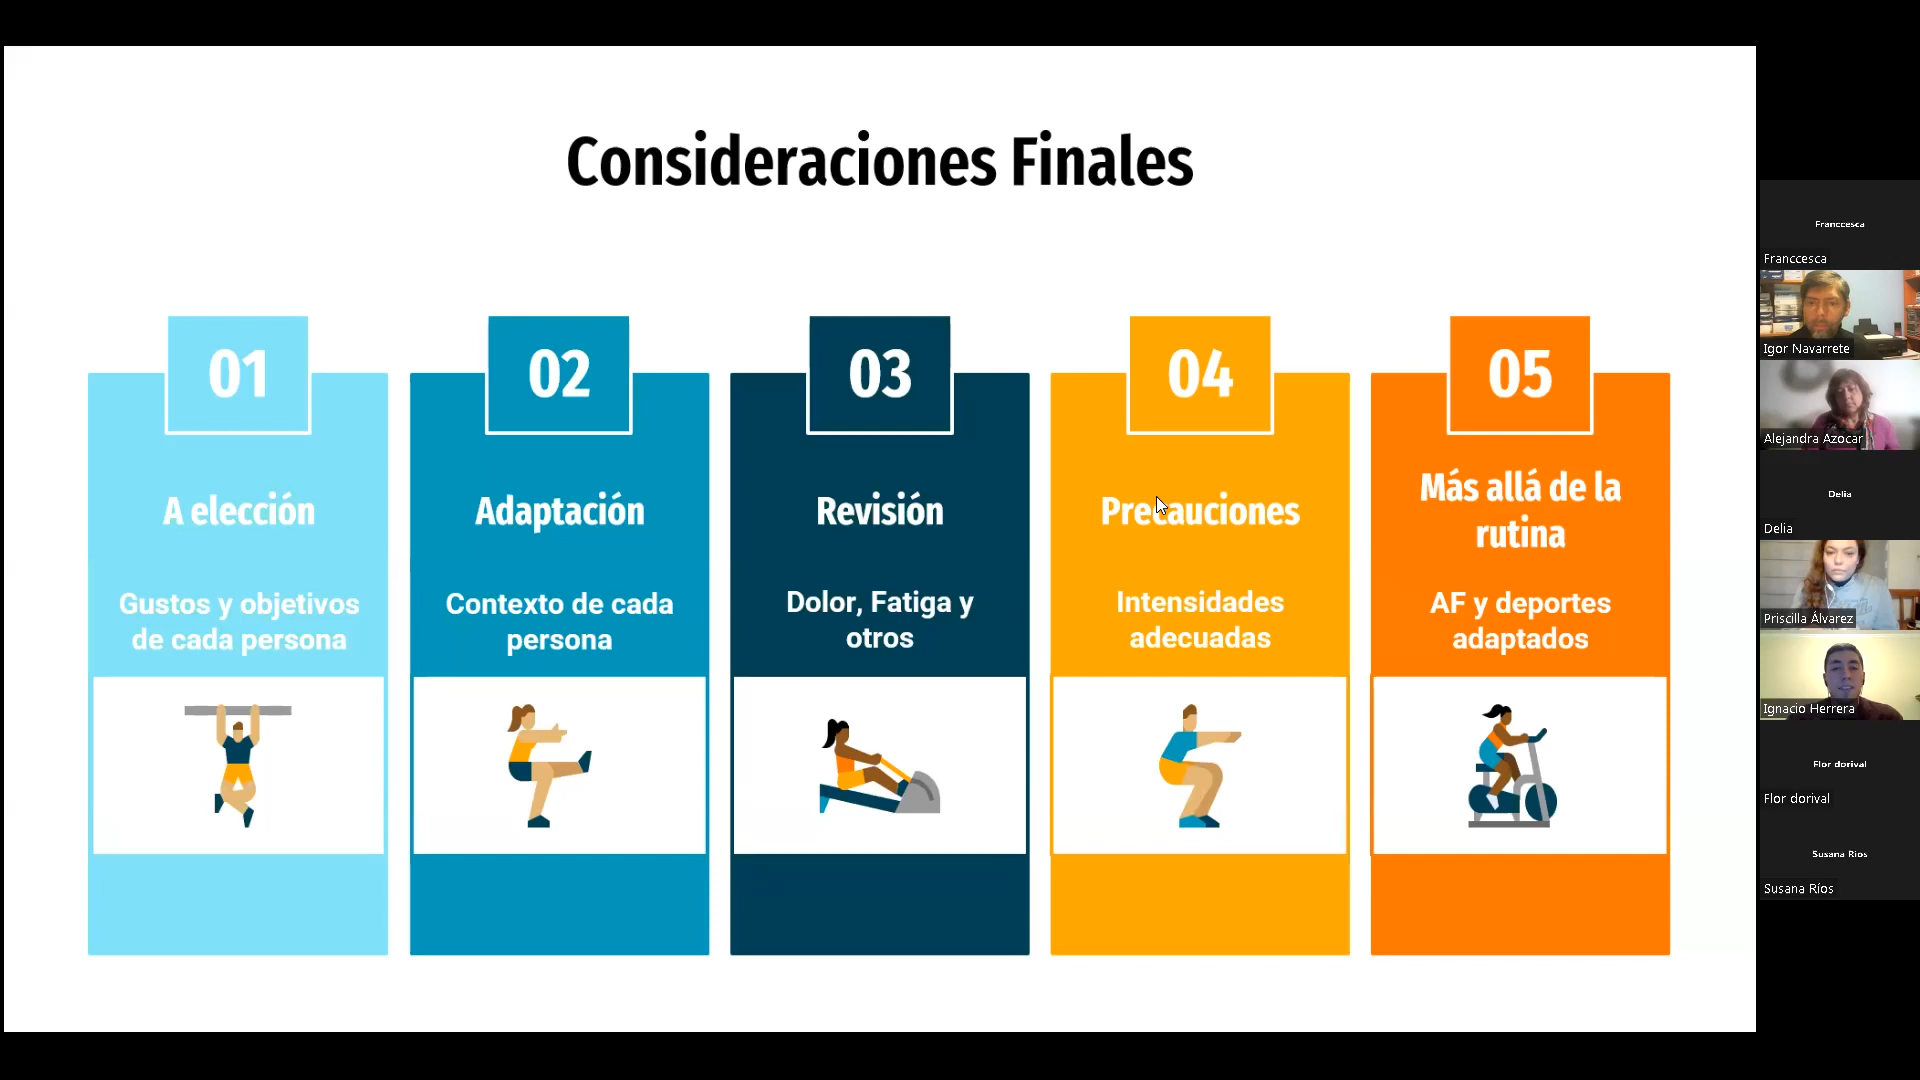 Consideraciones Finales
01
A elección
Gustos y objetivos
de cada persona
02
Adaptación
Contexto de cada
persona
03
Revisión
Dolor, Fatiga y
otros
04
Precauciones
Intensidades
adecuadas
05
Más allá de la
rutina
AF y deportes
adaptados
Franccesca
Franccesca
Igor Navarrete
Alejandra Azocar
Delia
Delia
Priscilla Álvarez
Ignacio Herrera
Flor dorival
Flor dorival
Susana Ríos
Susana Ríos